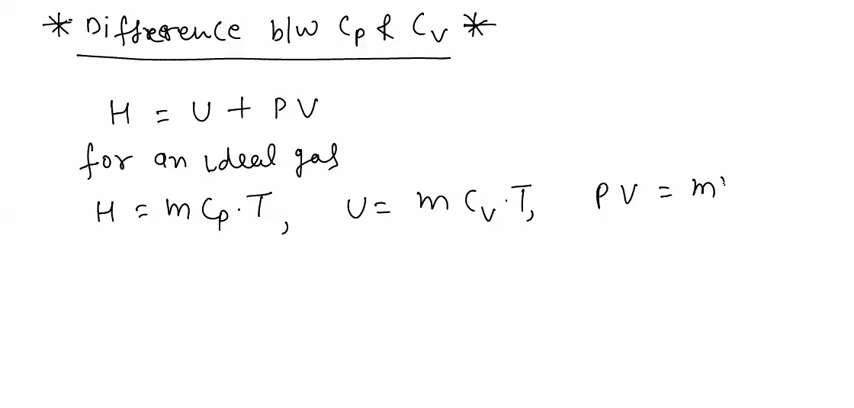 * Difference b/w Cp & Cv *
H = U + PV
for an ideal gas
H = m Cp·T, U = m Cv·T, PV = m